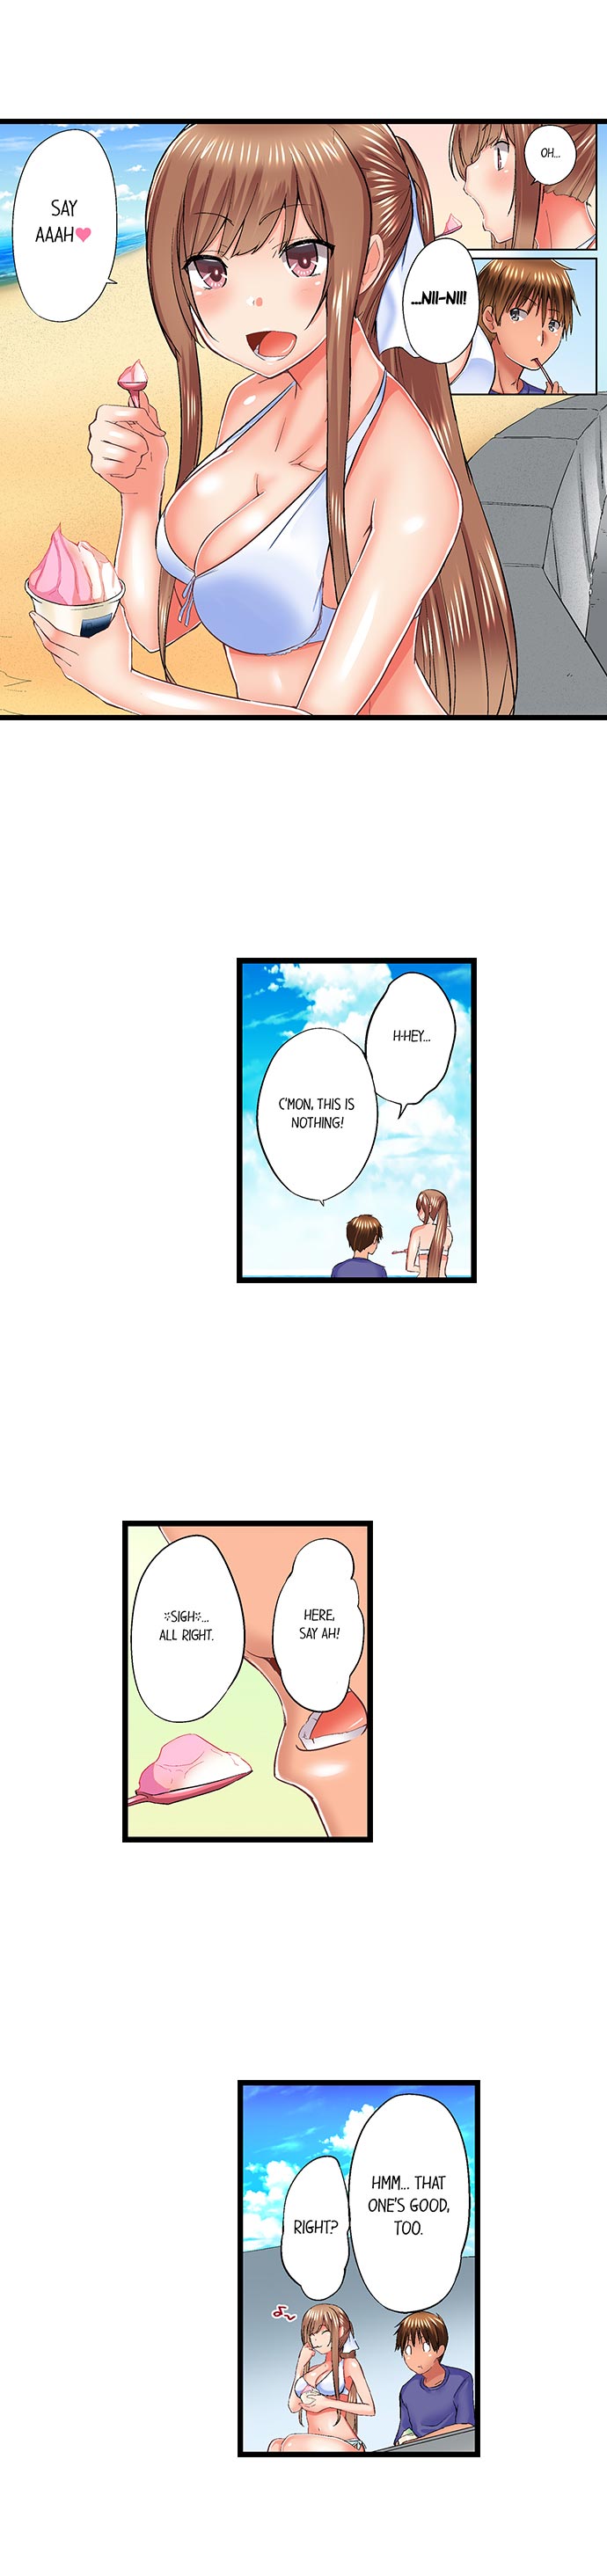 OH...
...NII-NII!
SAY
AAAH♥
H-HEY...
C'MON, THIS IS
NOTHING!
HERE,
SAY AH!
*SIGH*...
ALL RIGHT.
HMM... THAT
ONE'S GOOD,
TOO.
RIGHT?